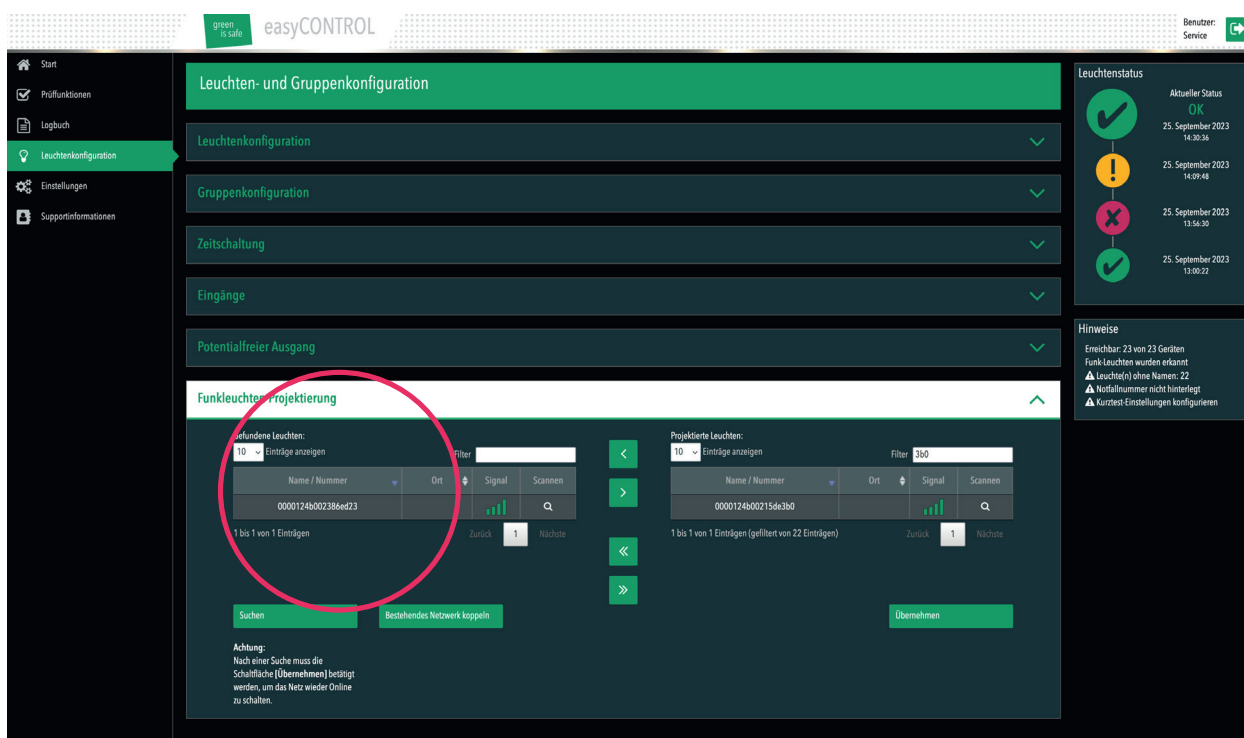 green
is safe
easyCONTROL
Benutzer:
Service
Start
Prüffunktionen
Logbuch
Leuchtenkonfiguration
Einstellungen
Supportinformationen
Leuchten- und Gruppenkonfiguration
Leuchtenkonfiguration
Gruppenkonfiguration
Zeitschaltung
Eingänge
Potentialfreier Ausgang
Funkleuchten Projektierung
Gefundene Leuchten:
10 Einträge anzeigen
Filter
Name / Nummer Ort Signal Scannen
0000124b002386ed23
1 bis 1 von 1 Einträgen
Zurück 1 Nächste
Suchen
Bestehendes Netzwerk koppeln
Achtung:
Nach einer Suche muss die
Schaltfläche [Übernehmen] betätigt
werden, um das Netz wieder Online
zu schalten.
Projektierte Leuchten:
10 Einträge anzeigen
Filter 3b0
Name / Nummer Ort Signal Scannen
0000124b00215de3b0
1 bis 1 von 1 Einträgen (gefiltert von 22 Einträgen)
Zurück 1 Nächste
Übernehmen
Leuchtenstatus
Aktueller Status
OK
25. September 2023
14:30:36
25. September 2023
14:09:48
25. September 2023
13:56:30
25. September 2023
13:00:22
Hinweise
Erreichbar: 23 von 23 Geräten
Funk-Leuchten wurden erkannt
Leuchte(n) ohne Namen: 22
Notfallnummer nicht hinterlegt
Kurztest-Einstellungen konfigurieren